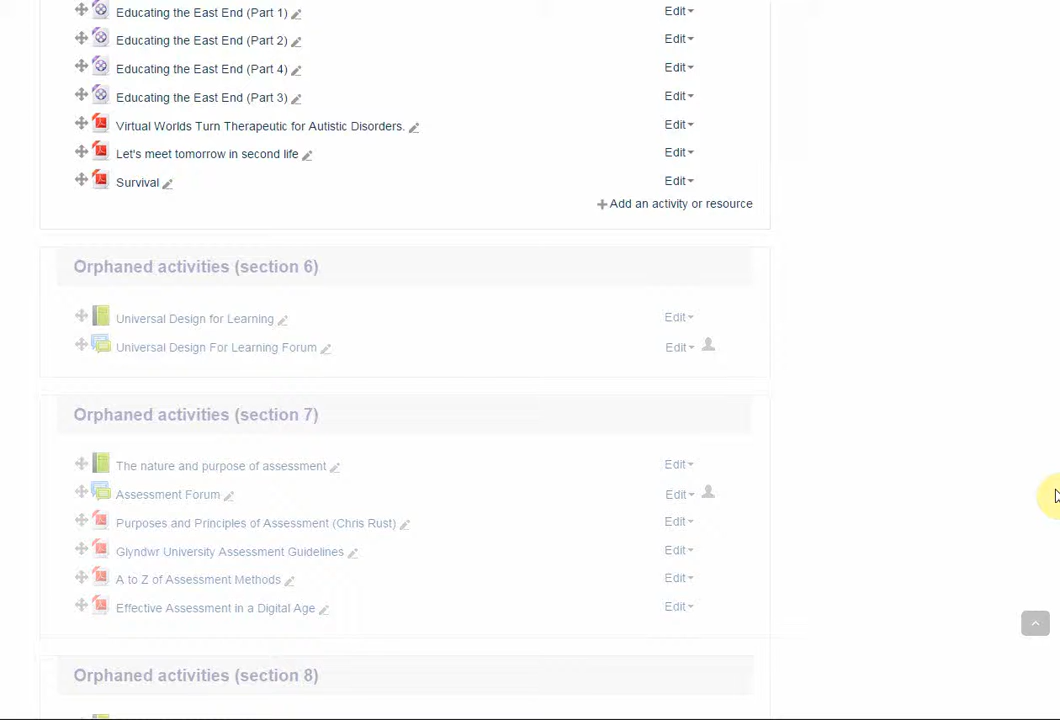 Educating the East End (Part 1) Edit
Educating the East End (Part 2) Edit
Educating the East End (Part 4) Edit
Educating the East End (Part 3) Edit
Virtual Worlds Turn Therapeutic for Autistic Disorders. Edit
Let's meet tomorrow in second life Edit
Survival Edit
Add an activity or resource
Orphaned activities (section 6)
Universal Design for Learning Edit
Universal Design For Learning Forum Edit
Orphaned activities (section 7)
The nature and purpose of assessment Edit
Assessment Forum Edit
Purposes and Principles of Assessment (Chris Rust) Edit
Glyndwr University Assessment Guidelines Edit
A to Z of Assessment Methods Edit
Effective Assessment in a Digital Age Edit
Orphaned activities (section 8)